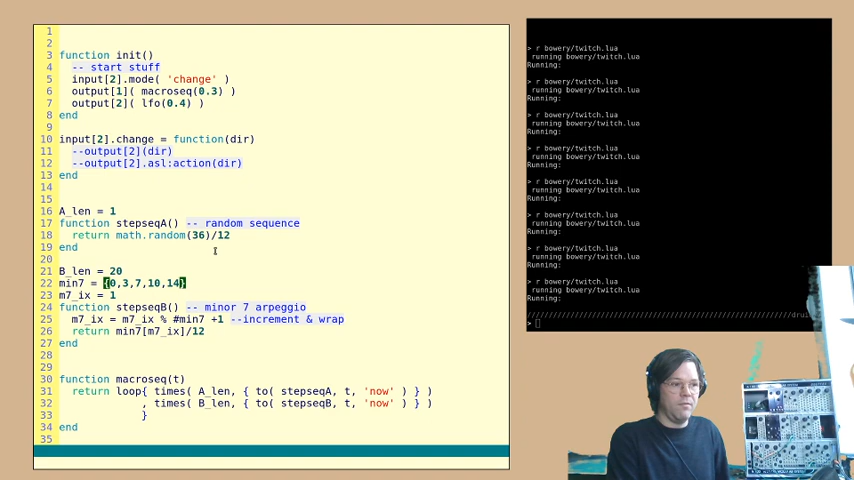 1
2
3 function init()
4 -- start stuff
5 input[2].mode( 'change' )
6 output[1]( macroseq(0.3) )
7 output[2]( lfo(0.4) )
8 end
9
10 input[2].change = function(dir)
11 --output[2](dir)
12 --output[2].asl:action(dir)
13 end
14
15
16 A_len = 1
17 function stepseqA() -- random sequence
18 return math.random(36)/12
19 end
20
21 B_len = 20
22 min7 = {0,3,7,10,14}
23 m7_ix = 1
24 function stepseqB() -- minor 7 arpeggio
25 m7_ix = m7_ix % #min7 +1 --increment & wrap
26 return min7[m7_ix]/12
27 end
28
29
30 function macroseq(t)
31 return loop{ times( A_len, { to( stepseqA, t, 'now' ) } )
32 , times( B_len, { to( stepseqB, t, 'now' ) } )
33 }
34 end
35
> r bowery/twitch.lua
running bowery/twitch.lua
Running:
> r bowery/twitch.lua
running bowery/twitch.lua
Running:
> r bowery/twitch.lua
running bowery/twitch.lua
Running:
> r bowery/twitch.lua
running bowery/twitch.lua
Running:
> r bowery/twitch.lua
running bowery/twitch.lua
Running:
> r bowery/twitch.lua
running bowery/twitch.lua
Running:
> r bowery/twitch.lua
running bowery/twitch.lua
Running:
> r bowery/twitch.lua
running bowery/twitch.lua
Running:
>